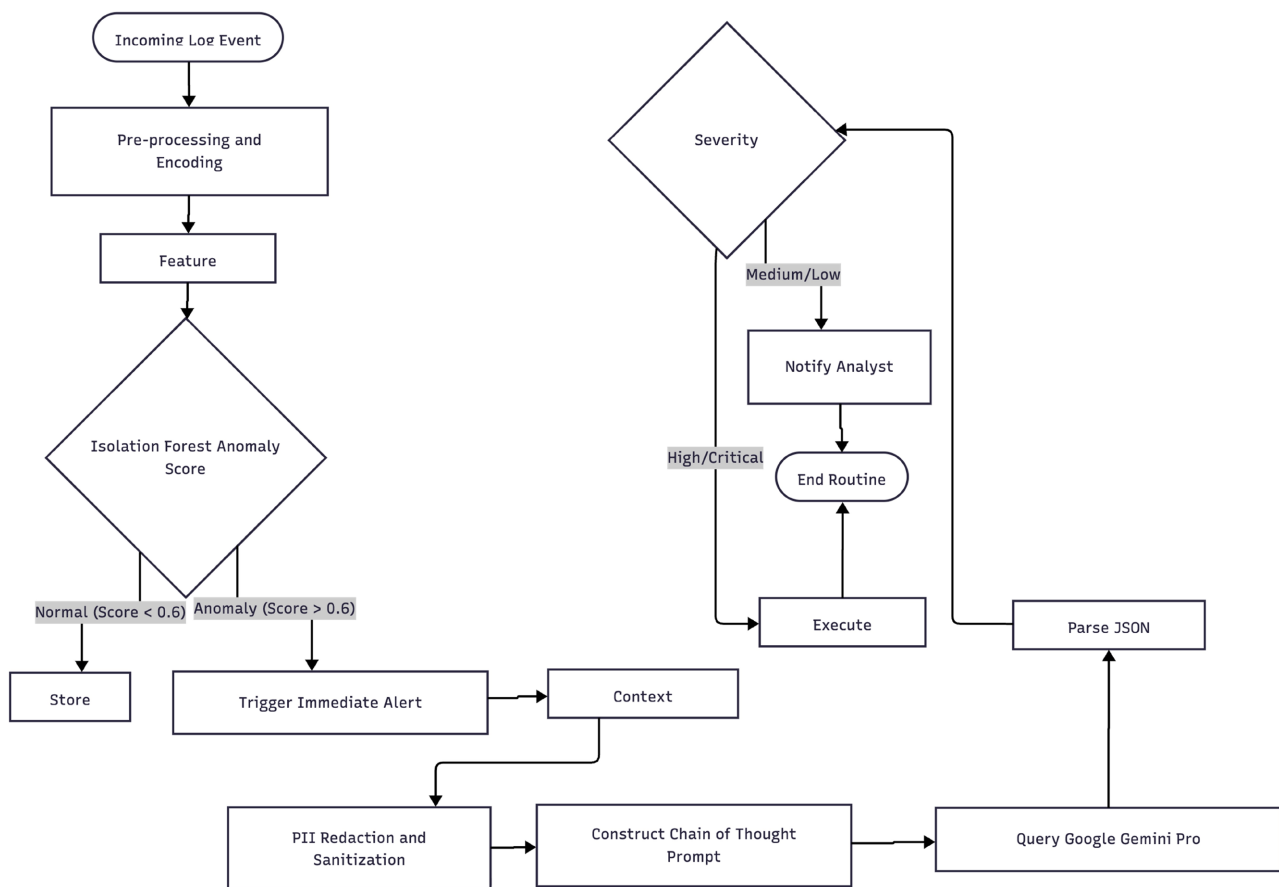 Incoming Log Event
Pre-processing and
Encoding
Feature
Isolation Forest Anomaly
Score
Normal (Score < 0.6)
Anomaly (Score > 0.6)
Store
Trigger Immediate Alert
Context
PII Redaction and
Sanitization
Construct Chain of Thought
Prompt
Query Google Gemini Pro
Parse JSON
Severity
Medium/Low
High/Critical
Notify Analyst
End Routine
Execute